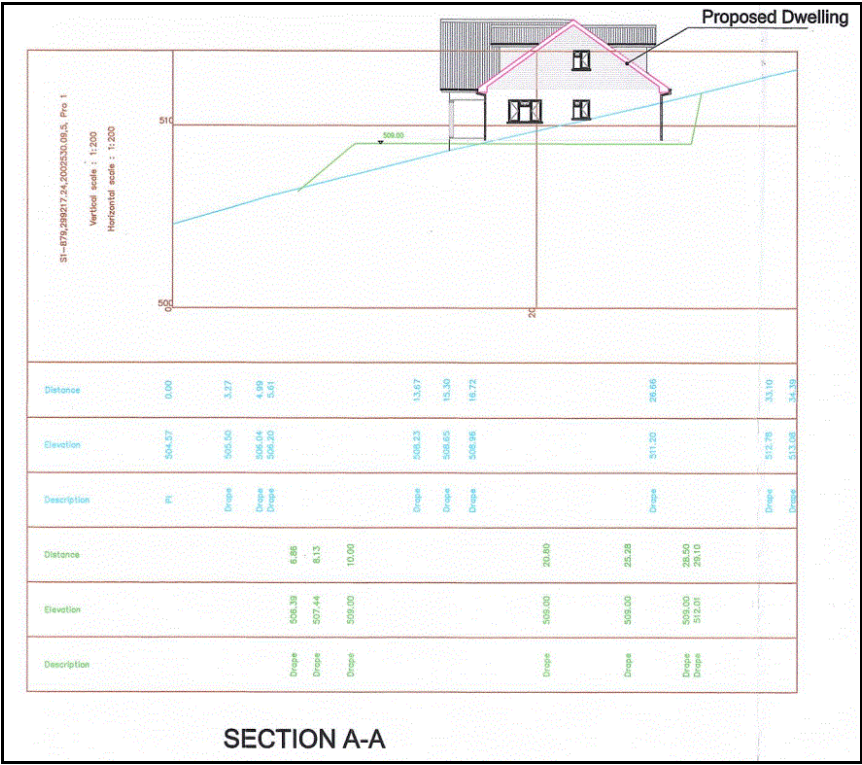 Proposed Dwelling
S1-B79,299217.24,2002530.09,5, Pro 1
Vertical scale : 1:200
Horizontal scale : 1:200
510
509.00
500
0
20
Distance 0.00 3.27 4.99 5.61 13.67 15.30 16.72 26.66 33.10 34.39
Elevation 504.57 505.50 506.04 506.20 508.23 508.65 508.96 511.20 512.78 513.08
Description PI Drape Drape Drape Drape Drape Drape Drape Drape Drape
Distance 6.86 8.13 10.00 20.80 25.28 28.50 29.10
Elevation 506.39 507.44 509.00 509.00 509.00 509.00 512.01
Description Drape Drape Drape Drape Drape Drape Drape
SECTION A-A